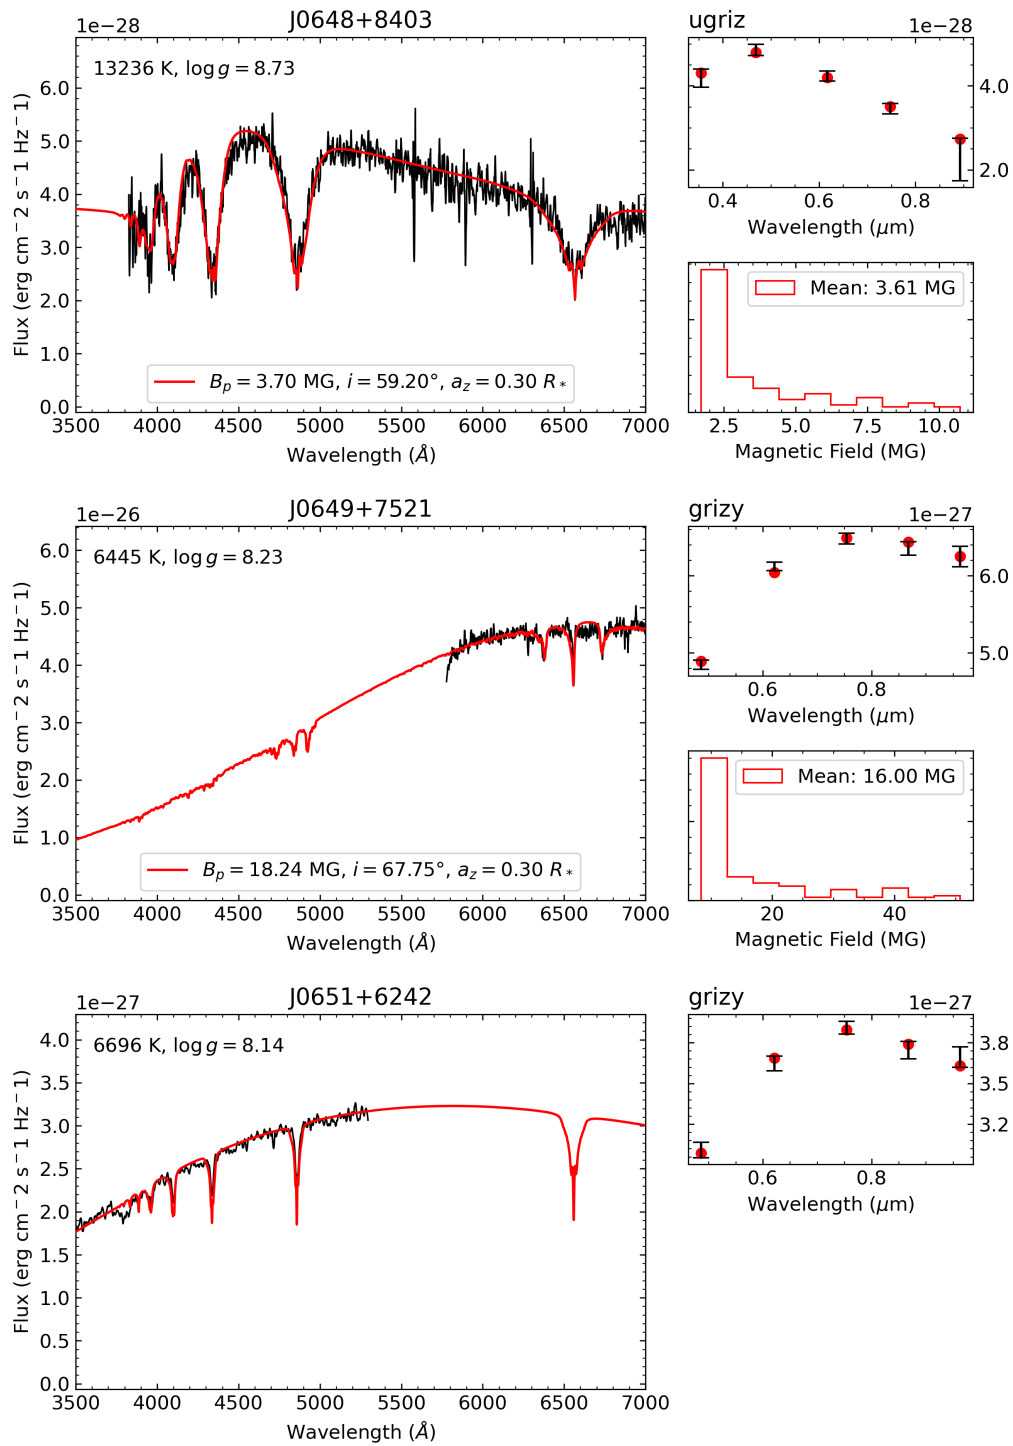 J0648+8403
1e−28
13236 K, log g = 8.73
6.0
5.0
4.0
3.0
2.0
1.0
0.0
Flux (erg cm−2 s−1 Hz−1)
B_p = 3.70 MG, i = 59.20°, a_z = 0.30 R_*
3500 4000 4500 5000 5500 6000 6500 7000
Wavelength (Å)
ugriz
1e−28
4.0
2.0
0.4 0.6 0.8
Wavelength (μm)
Mean: 3.61 MG
2.5 5.0 7.5 10.0
Magnetic Field (MG)
J0649+7521
1e−26
6445 K, log g = 8.23
6.0
5.0
4.0
3.0
2.0
1.0
0.0
Flux (erg cm−2 s−1 Hz−1)
B_p = 18.24 MG, i = 67.75°, a_z = 0.30 R_*
3500 4000 4500 5000 5500 6000 6500 7000
Wavelength (Å)
grizy
1e−27
6.0
5.0
0.6 0.8
Wavelength (μm)
Mean: 16.00 MG
20 40
Magnetic Field (MG)
J0651+6242
1e−27
6696 K, log g = 8.14
4.0
3.5
3.0
2.5
2.0
1.5
1.0
0.5
0.0
Flux (erg cm−2 s−1 Hz−1)
3500 4000 4500 5000 5500 6000 6500 7000
Wavelength (Å)
grizy
1e−27
3.8
3.5
3.2
0.6 0.8
Wavelength (μm)